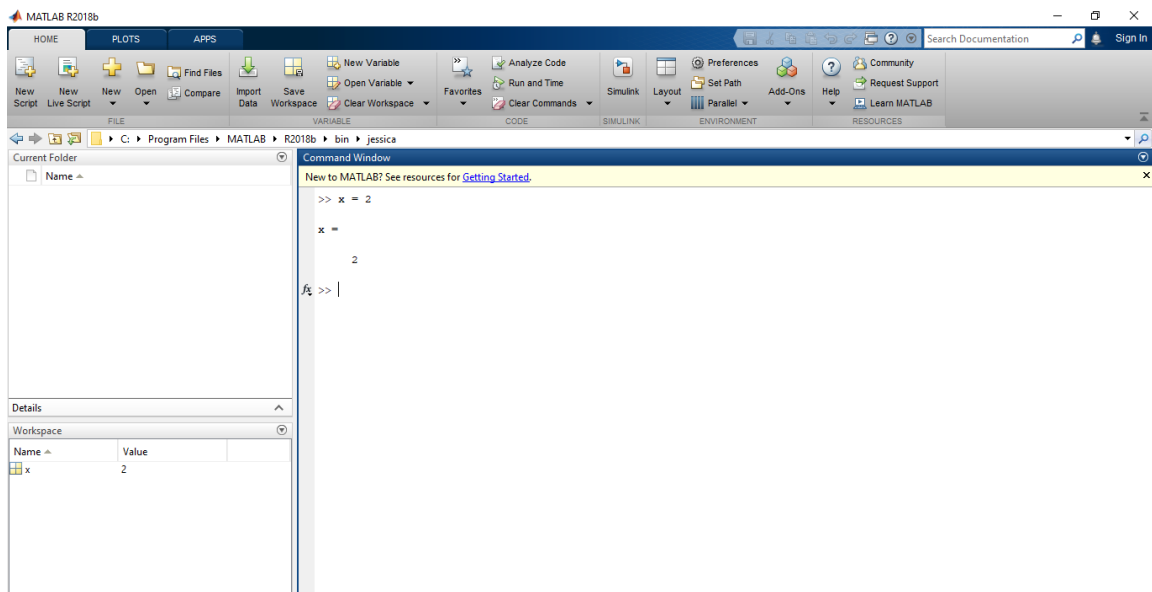 MATLAB R2018b
HOME PLOTS APPS Search Documentation Sign In
New Script New Live Script New Open Find Files Compare Import Data Save Workspace New Variable Open Variable Clear Workspace Favorites Analyze Code Run and Time Clear Commands Simulink Layout Preferences Set Path Parallel Add-Ons Help Community Request Support Learn MATLAB
FILE VARIABLE CODE SIMULINK ENVIRONMENT RESOURCES
C: Program Files MATLAB R2018b bin jessica
Current Folder
Name
Command Window
New to MATLAB? See resources for Getting Started.
>> x = 2
x =
2
fx >>
Details
Workspace
Name Value
x 2